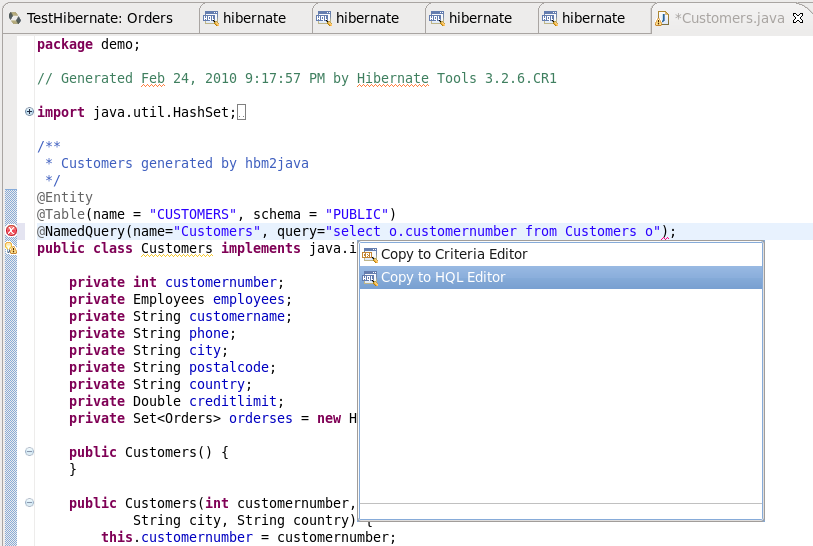 TestHibernate: Orders hibernate hibernate hibernate hibernate *Customers.java
package demo;
// Generated Feb 24, 2010 9:17:57 PM by Hibernate Tools 3.2.6.CR1
import java.util.HashSet;
/**
* Customers generated by hbm2java
*/
@Entity
@Table(name = "CUSTOMERS", schema = "PUBLIC")
@NamedQuery(name="Customers", query="select o.customernumber from Customers o");
public class Customers implements java.i
Copy to Criteria Editor
Copy to HQL Editor
private int customernumber;
private Employees employees;
private String customername;
private String phone;
private String city;
private String postalcode;
private String country;
private Double creditlimit;
private Set<Orders> orderses = new H
public Customers() {
}
public Customers(int customernumber,
String city, String country) {
this.customernumber = customernumber;